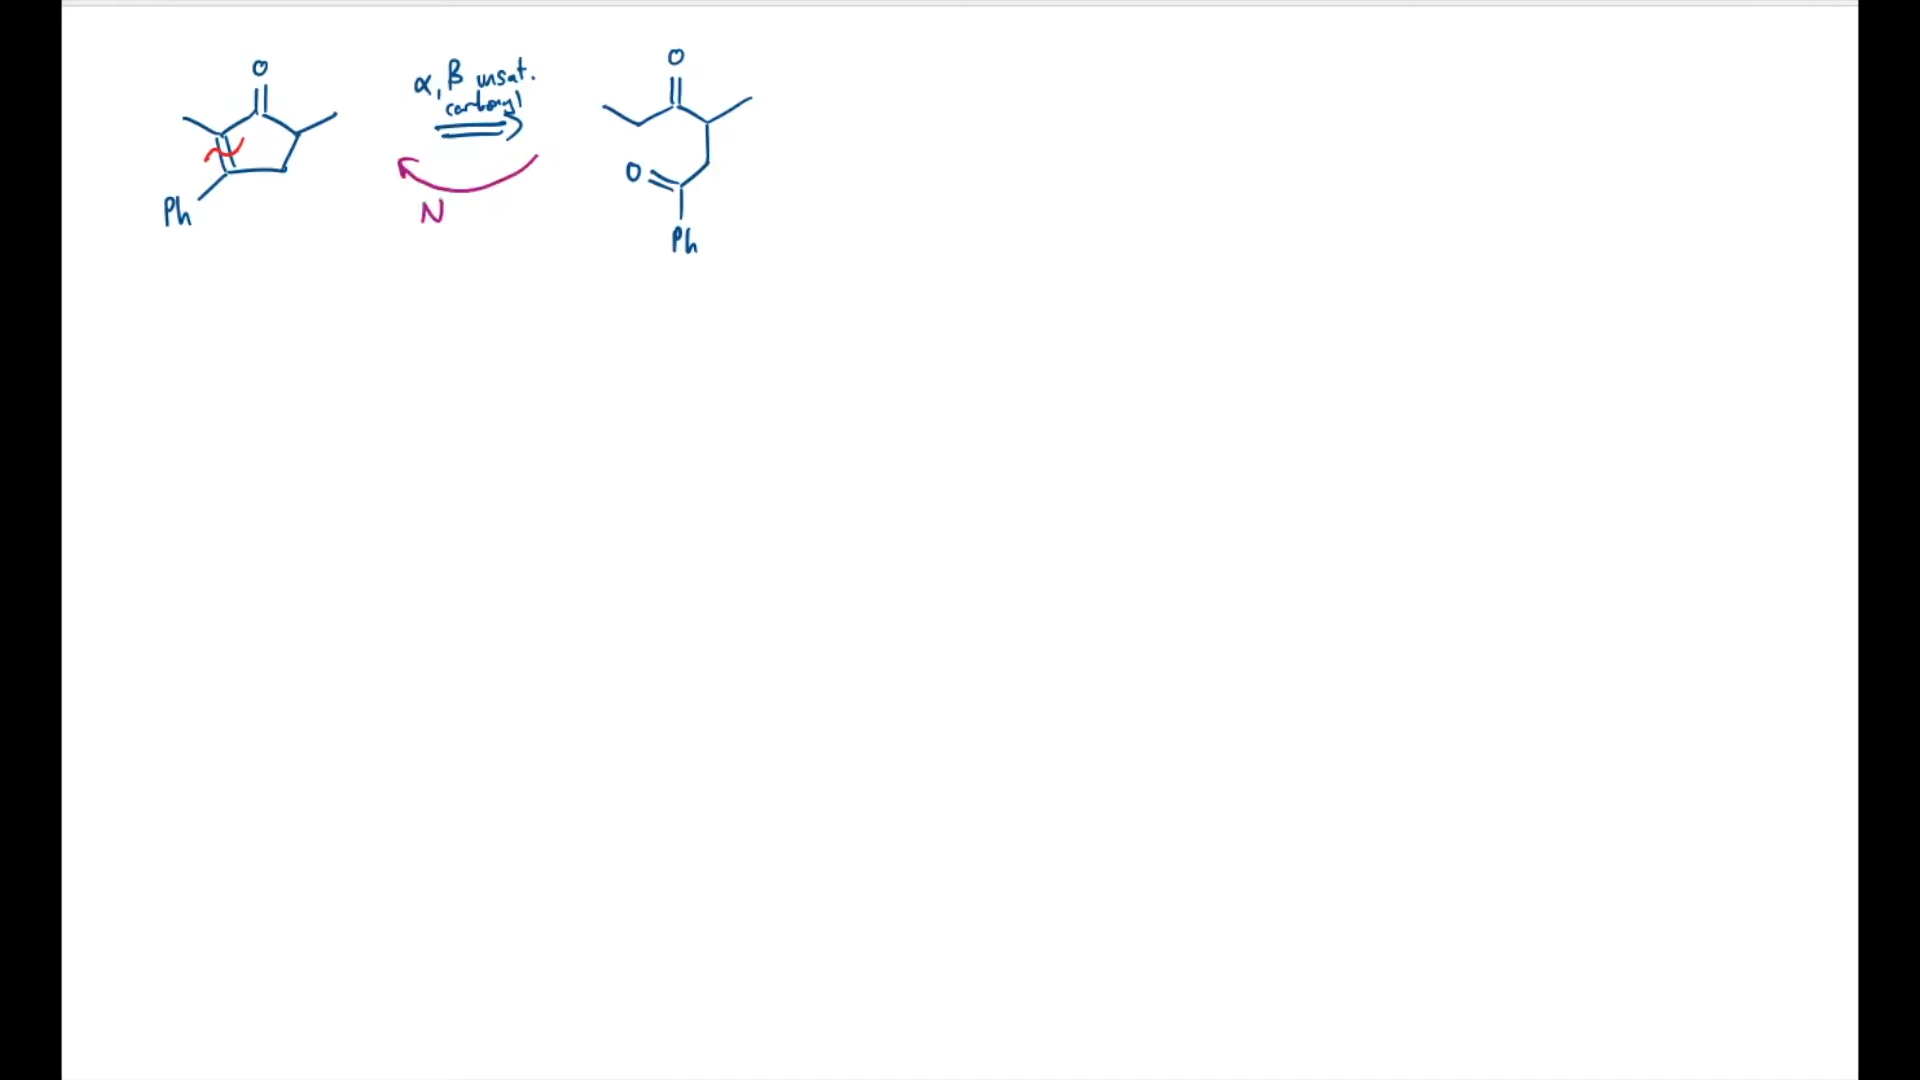 O
α, β unsat.
carbonyl
O
O
N
Ph
Ph